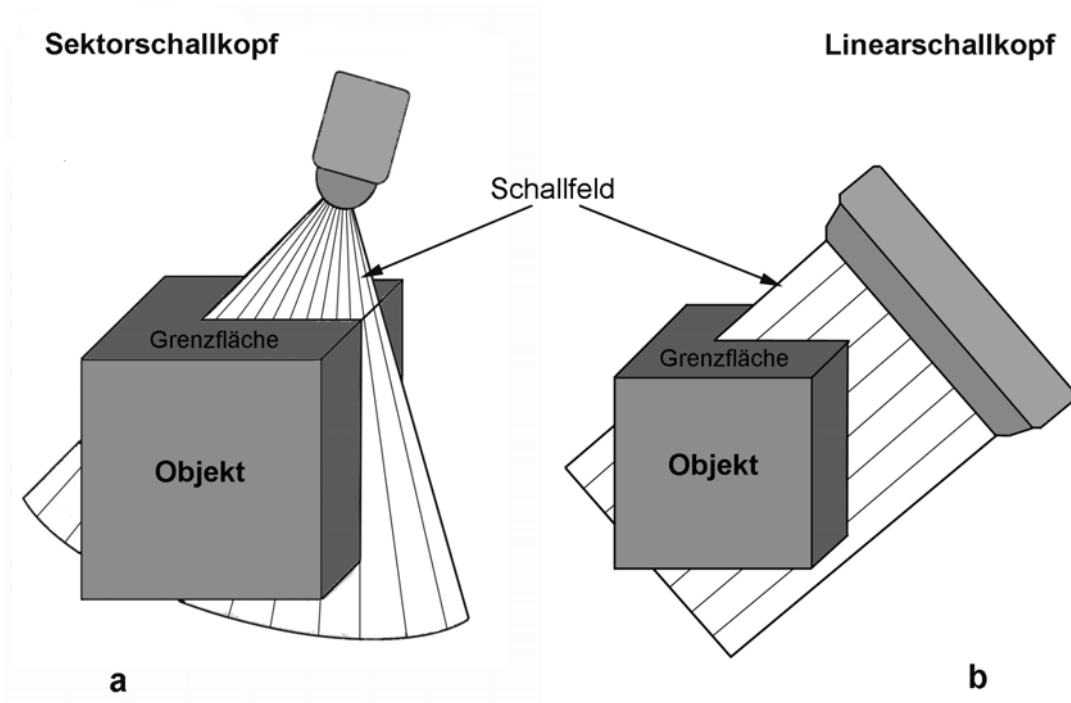 Sektorschallkopf
Linearschallkopf
Schallfeld
Grenzfläche
Grenzfläche
Objekt
Objekt
a
b